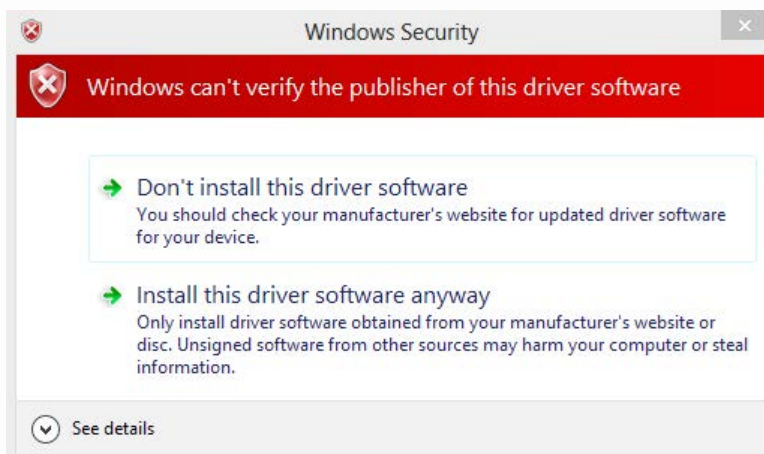 Windows Security
Windows can't verify the publisher of this driver software
Don't install this driver software
You should check your manufacturer's website for updated driver software
for your device.
Install this driver software anyway
Only install driver software obtained from your manufacturer's website or
disc. Unsigned software from other sources may harm your computer or steal
information.
See details